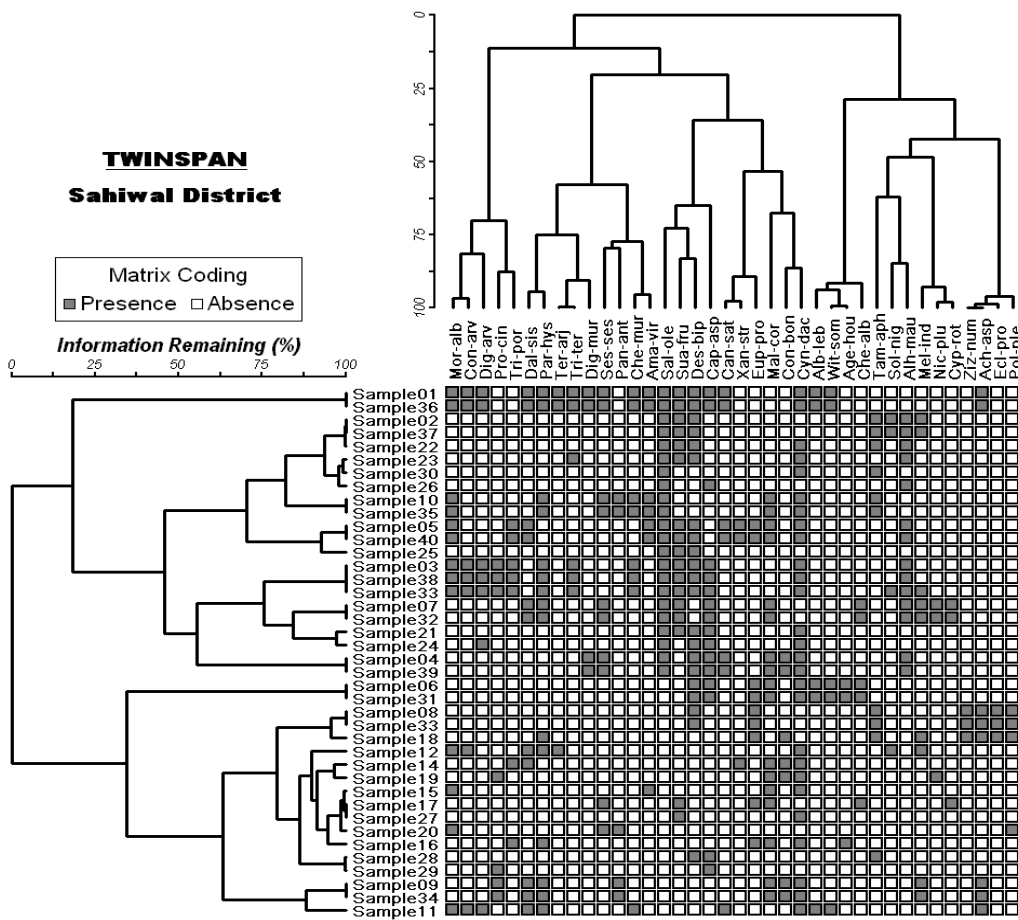 TWINSPAN
Sahiwal District
Matrix Coding
Presence Absence
Information Remaining (%)
0 25 50 75 100
0
25
50
75
100
Mor-alb
Con-arv
Dig-arv
Pro-cin
Tri-por
Dal-sis
Par-hys
Ter-arj
Tri-ter
Dig-mur
Ses-ses
Pan-ant
Che-mur
Ama-vir
Sal-ole
Sua-fru
Des-bip
Cap-asp
Can-sat
Xan-str
Eup-pro
Mal-cor
Con-bon
Cyn-dac
Alb-leb
Wit-som
Age-hou
Che-alb
Tam-aph
Sol-nig
Alh-mau
Mel-ind
Nic-plu
Cyp-rot
Ziz-num
Ach-asp
Ecl-pro
Pol-ple
Sample01
Sample36
Sample02
Sample37
Sample22
Sample23
Sample30
Sample26
Sample10
Sample35
Sample05
Sample40
Sample25
Sample03
Sample38
Sample33
Sample07
Sample32
Sample21
Sample24
Sample04
Sample39
Sample06
Sample31
Sample08
Sample33
Sample18
Sample12
Sample14
Sample19
Sample15
Sample17
Sample27
Sample20
Sample16
Sample28
Sample29
Sample09
Sample34
Sample11